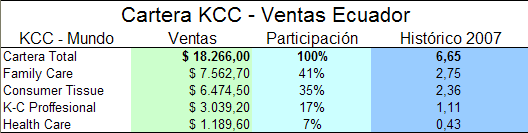 Cartera KCC - Ventas Ecuador
KCC - Mundo Ventas Participación Histórico 2007
Cartera Total $ 18.266,00 100% 6,65
Family Care $ 7.562,70 41% 2,75
Consumer Tissue $ 6.474,50 35% 2,36
K-C Proffesional $ 3.039,20 17% 1,11
Health Care $ 1.189,60 7% 0,43